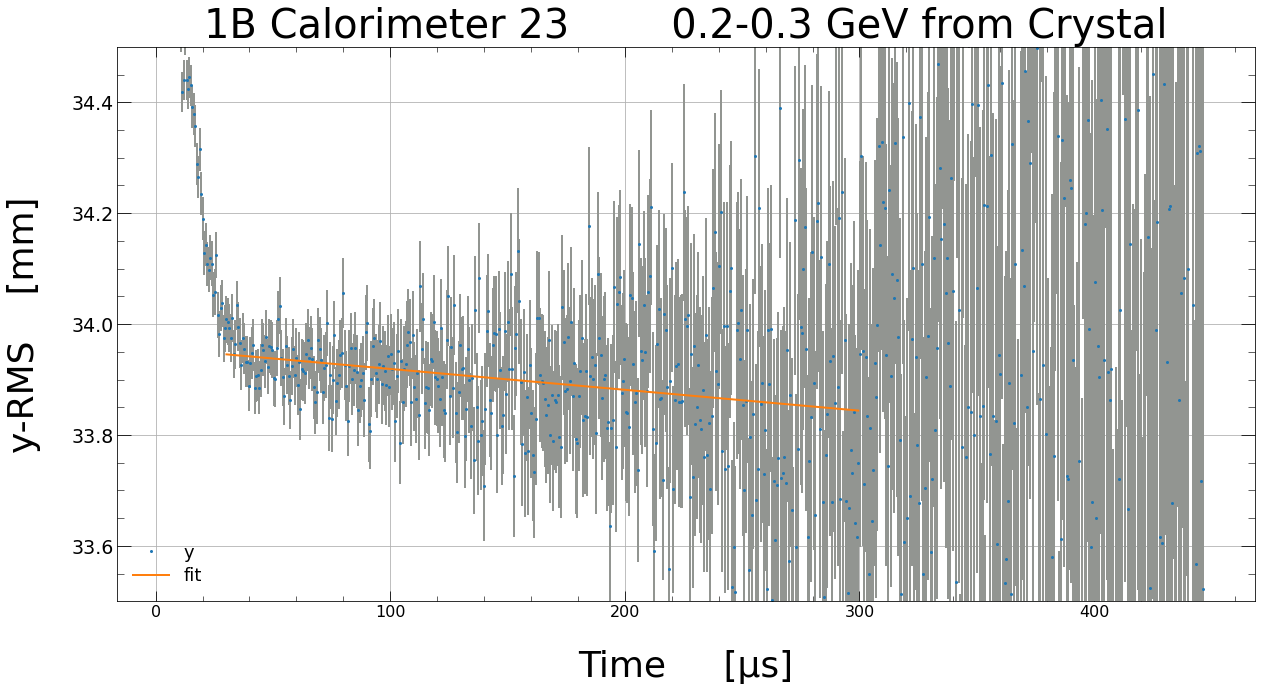 1B Calorimeter 23 0.2-0.3 GeV from Crystal
y-RMS [mm]
34.4
34.2
34.0
33.8
33.6
y
fit
0 100 200 300 400
Time [μs]